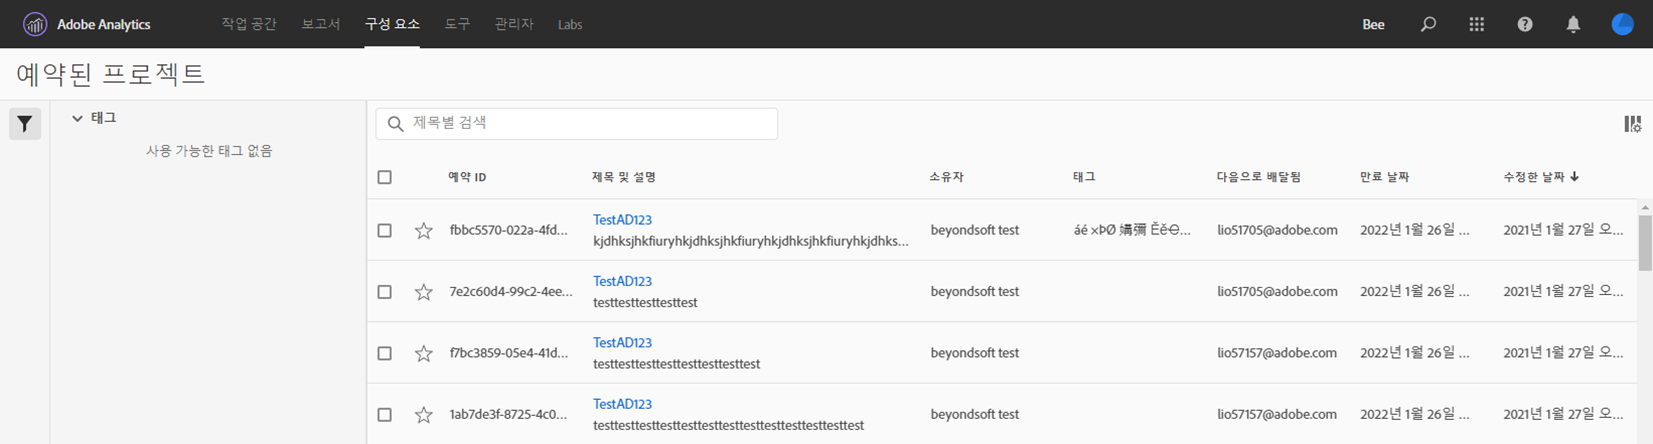 Adobe Analytics 작업 공간 보고서 구성 요소 도구 관리자 Labs Bee
예약된 프로젝트
태그
사용 가능한 태그 없음
제목별 검색
예약 ID 제목 및 설명 소유자 태그 다음으로 배달됨 만료 날짜 수정한 날짜
TestAD123
fbbc5570-022a-4fd... beyondsoft test áé ×ÞØ lio51705@adobe.com 2022년 1월 26일 ... 2021년 1월 27일 오...
kjdhksjhkfiuryhkjdhksjhkfiuryhkjdhksjhkfiuryhkjdhks...
TestAD123
7e2c60d4-99c2-4ee... beyondsoft test lio51705@adobe.com 2022년 1월 26일 ... 2021년 1월 27일 오...
testtesttesttesttest
TestAD123
f7bc3859-05e4-41d... beyondsoft test lio57157@adobe.com 2022년 1월 26일 ... 2021년 1월 27일 오...
testtesttesttesttesttesttesttest
TestAD123
1ab7de3f-8725-4c0... beyondsoft test lio57157@adobe.com 2022년 1월 26일 ... 2021년 1월 27일 오...
testtesttesttesttesttesttesttesttesttesttesttesttest